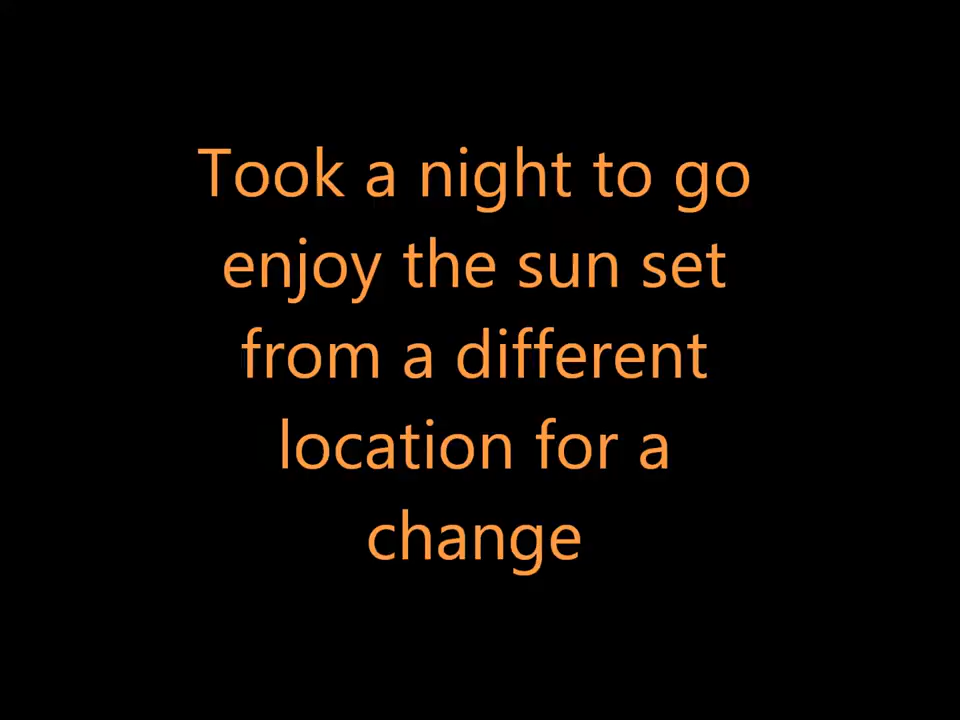 Took a night to go
enjoy the sun set
from a different
location for a
change